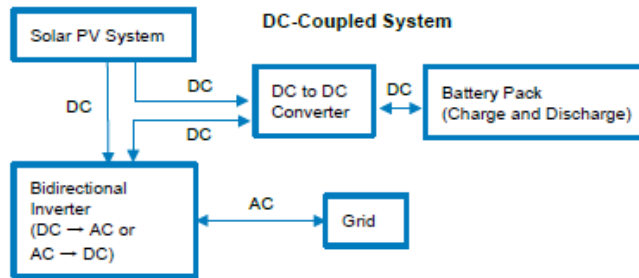 DC-Coupled System
Solar PV System
DC
DC
DC
DC to DC
Converter
DC
Battery Pack
(Charge and Discharge)
Bidirectional
Inverter
(DC → AC or
AC → DC)
AC
Grid